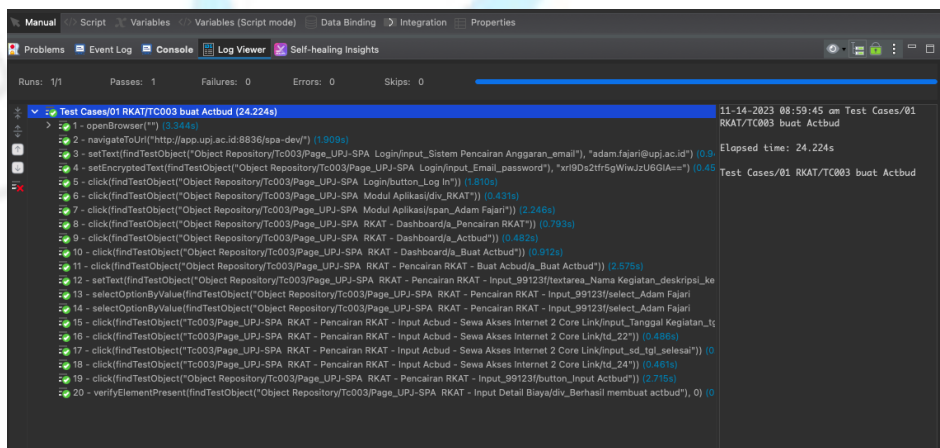 Manual </> Script </> Variables </> Variables (Script mode) Data Binding Integration Properties
Problems Event Log Console Log Viewer Self-healing Insights
Runs: 1/1 Passes: 1 Failures: 0 Errors: 0 Skips: 0
Test Cases/01 RKAT/TC003 buat Actbud (24.224s)
1 - openBrowser("") (3.344s)
2 - navigateToUrl("http://app.upj.ac.id:8836/spa-dev/") (1.909s)
3 - setText(findTestObject("Object Repository/Tc003/Page_UPJ-SPA Login/input_Sistem Pencairan Anggaran_email"), "adam.fajari@upj.ac.id") (0.9
4 - setEncryptedText(findTestObject("Object Repository/Tc003/Page_UPJ-SPA Login/input_Email_password"), "xrI9Ds2tfr5gWiwJzU6GIA==") (0.45
5 - click(findTestObject("Object Repository/Tc003/Page_UPJ-SPA Login/button_Log In")) (1.810s)
6 - click(findTestObject("Object Repository/Tc003/Page_UPJ-SPA Modul Aplikasi/div_RKAT")) (0.431s)
7 - click(findTestObject("Object Repository/Tc003/Page_UPJ-SPA Modul Aplikasi/span_Adam Fajari")) (2.246s)
8 - click(findTestObject("Object Repository/Tc003/Page_UPJ-SPA RKAT - Dashboard/a_Pencairan RKAT")) (0.793s)
9 - click(findTestObject("Object Repository/Tc003/Page_UPJ-SPA RKAT - Dashboard/a_Actbud")) (0.482s)
10 - click(findTestObject("Object Repository/Tc003/Page_UPJ-SPA RKAT - Dashboard/a_Buat Actbud")) (0.912s)
11 - click(findTestObject("Object Repository/Tc003/Page_UPJ-SPA RKAT - Pencairan RKAT - Buat Acbud/a_Buat Actbud")) (2.575s)
12 - setText(findTestObject("Object Repository/Tc003/Page_UPJ-SPA RKAT - Pencairan RKAT - Input_99123f/textarea_Nama Kegiatan_deskripsi_ke
13 - selectOptionByValue(findTestObject("Object Repository/Tc003/Page_UPJ-SPA RKAT - Pencairan RKAT - Input_99123f/select_Adam Fajari
14 - selectOptionByValue(findTestObject("Object Repository/Tc003/Page_UPJ-SPA RKAT - Pencairan RKAT - Input_99123f/select_Adam Fajari
15 - click(findTestObject("Tc003/Page_UPJ-SPA RKAT - Pencairan RKAT - Input Acbud - Sewa Akses Internet 2 Core Link/input_Tanggal Kegiatan_tg
16 - click(findTestObject("Tc003/Page_UPJ-SPA RKAT - Pencairan RKAT - Input Acbud - Sewa Akses Internet 2 Core Link/td_22")) (0.486s)
17 - click(findTestObject("Tc003/Page_UPJ-SPA RKAT - Pencairan RKAT - Input Acbud - Sewa Akses Internet 2 Core Link/input_sd_tgl_selesai")) (0
18 - click(findTestObject("Tc003/Page_UPJ-SPA RKAT - Pencairan RKAT - Input Acbud - Sewa Akses Internet 2 Core Link/td_24")) (0.461s)
19 - click(findTestObject("Object Repository/Tc003/Page_UPJ-SPA RKAT - Pencairan RKAT - Input_99123f/button_Input Actbud")) (2.715s)
20 - verifyElementPresent(findTestObject("Object Repository/Tc003/Page_UPJ-SPA RKAT - Input Detail Biaya/div_Berhasil membuat actbud"), 0) (0
11-14-2023 08:59:45 am Test Cases/01
RKAT/TC003 buat Actbud
Elapsed time: 24.224s
Test Cases/01 RKAT/TC003 buat Actbud